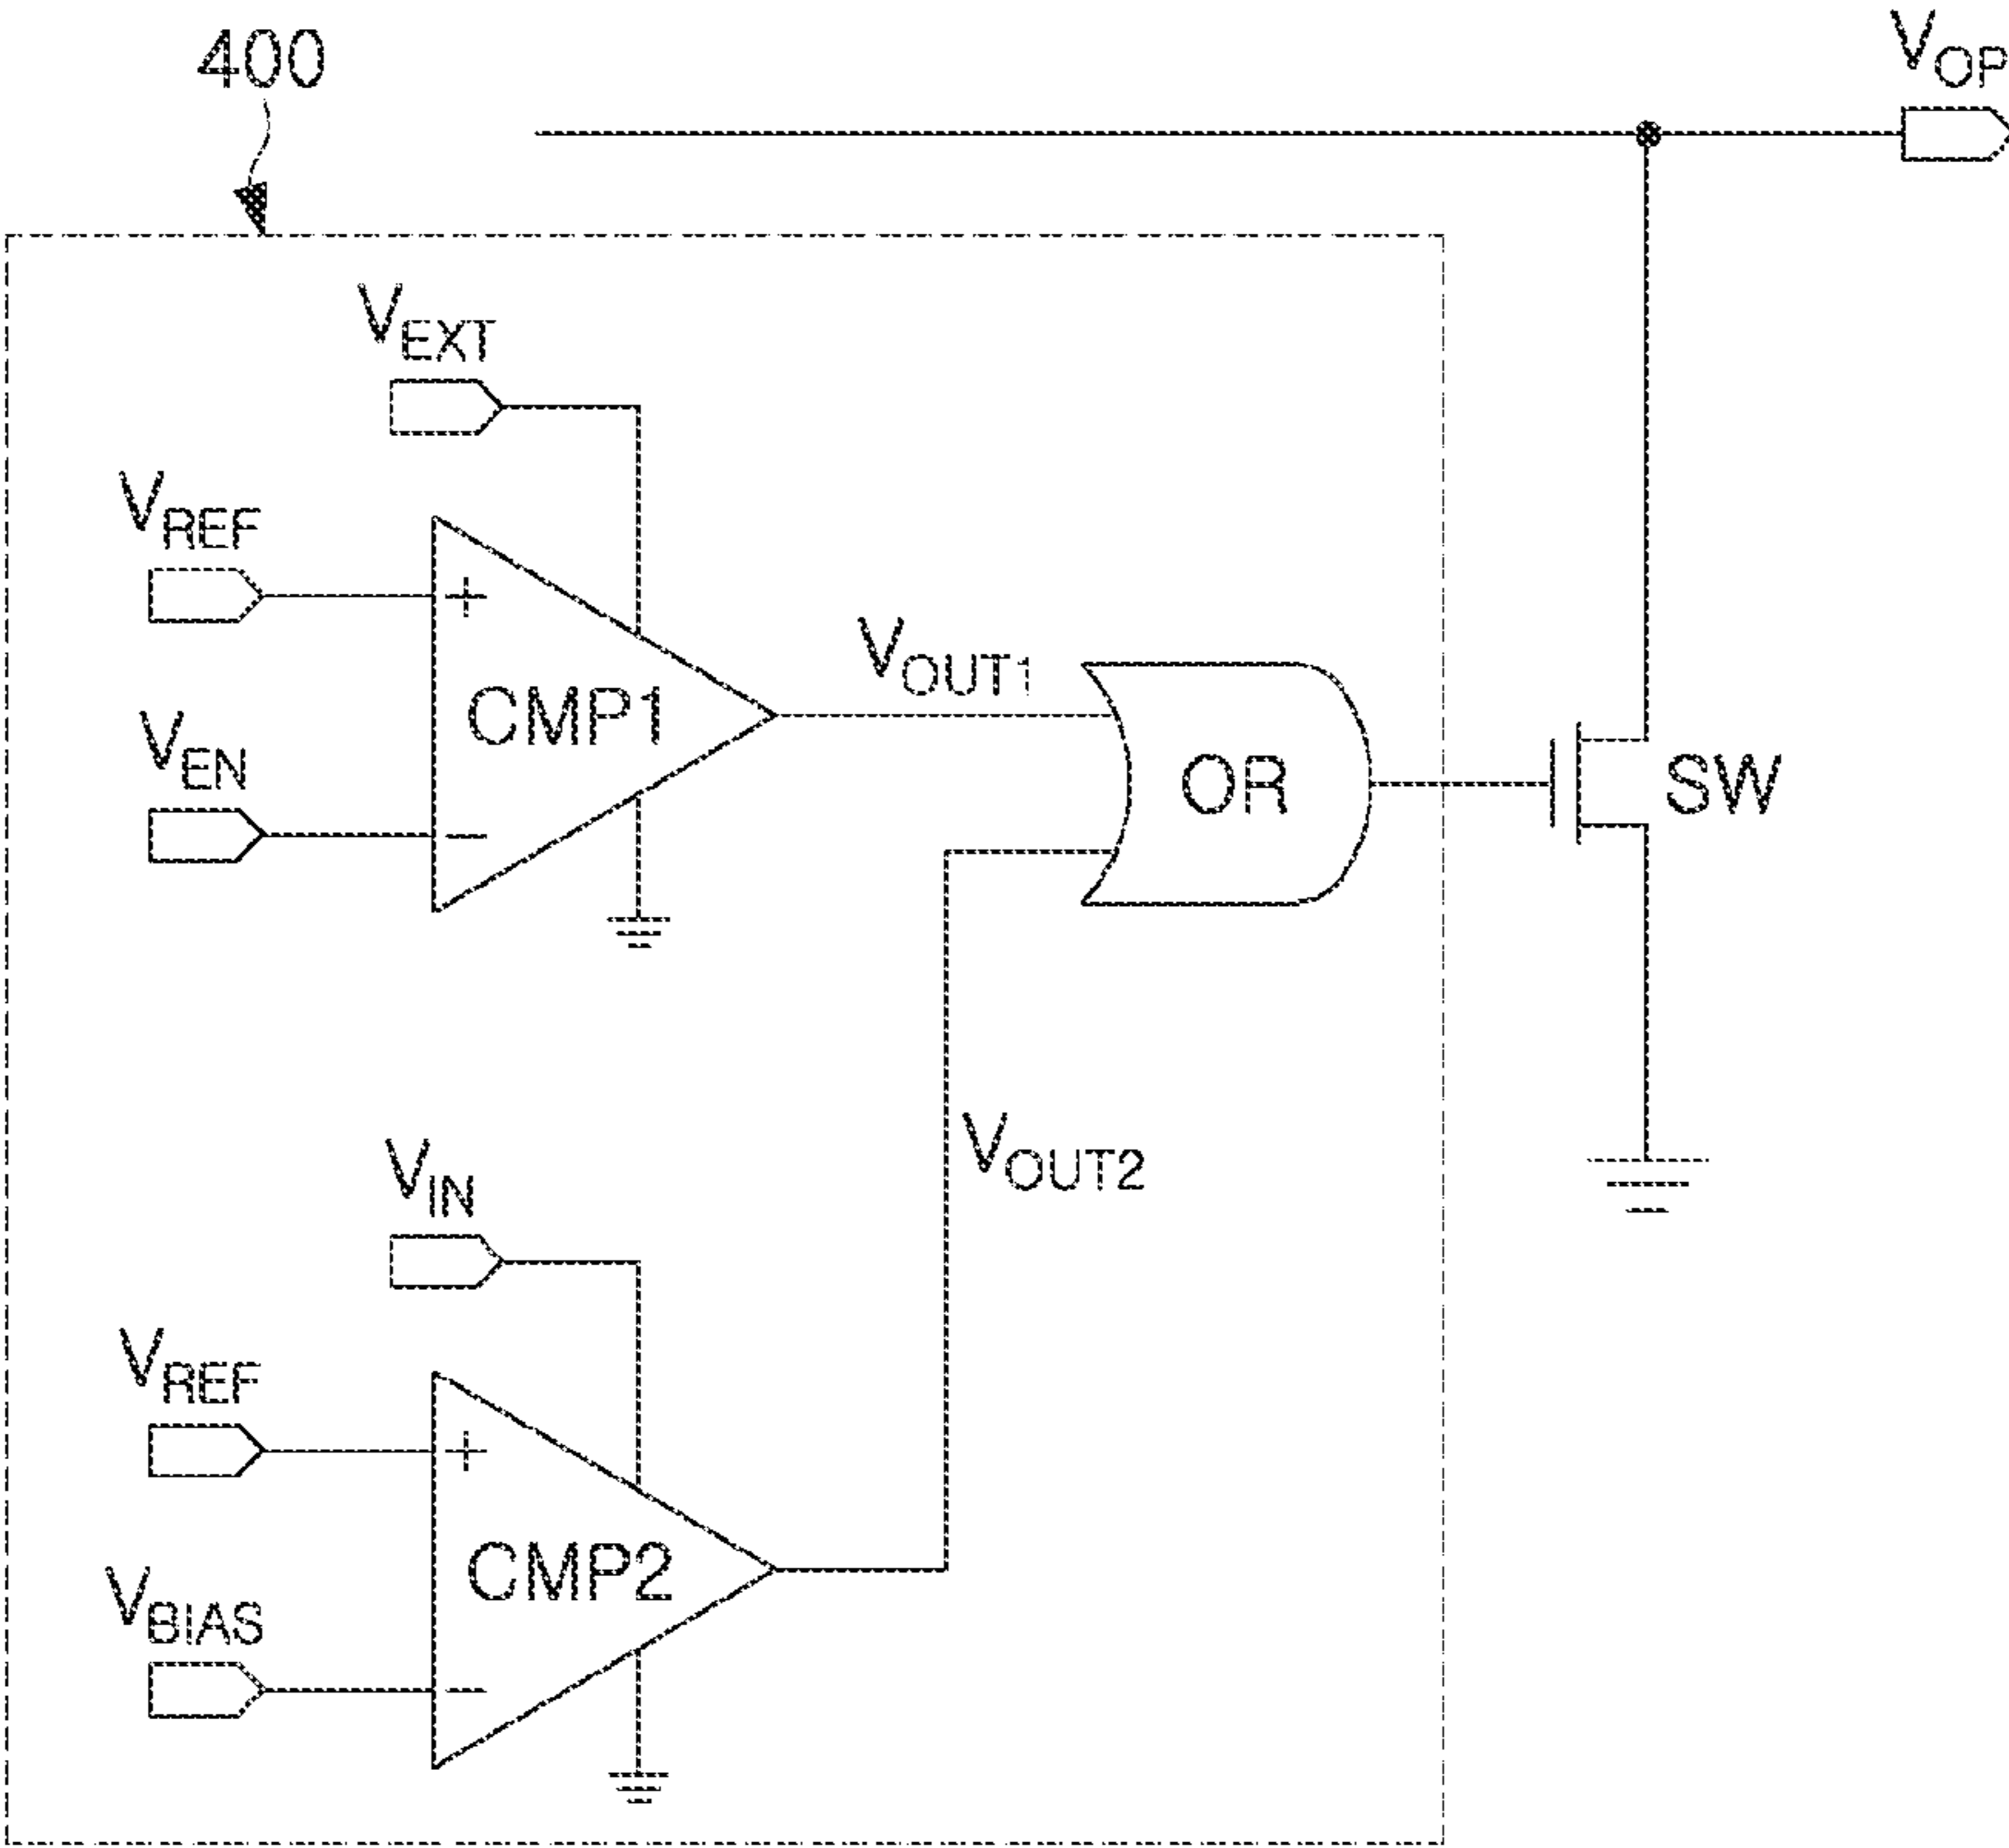 400
VOP
VEXT
VREF
+
CMP1
VEN
−
VOUT1
OR
SW
VOUT2
VIN
VREF
+
CMP2
VBIAS
−